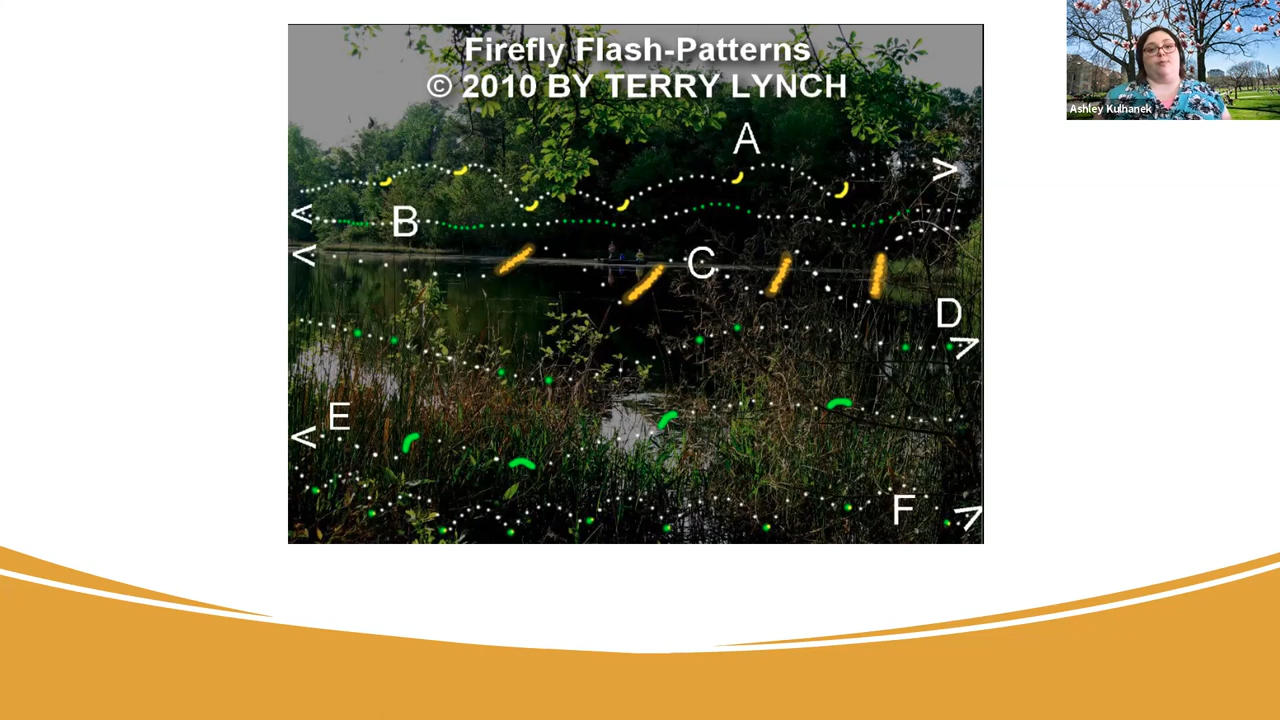 Firefly Flash-Patterns
© 2010 BY TERRY LYNCH
Ashley Kulhanek
A
>
<
B
<
C
D
>
E
<
F
>